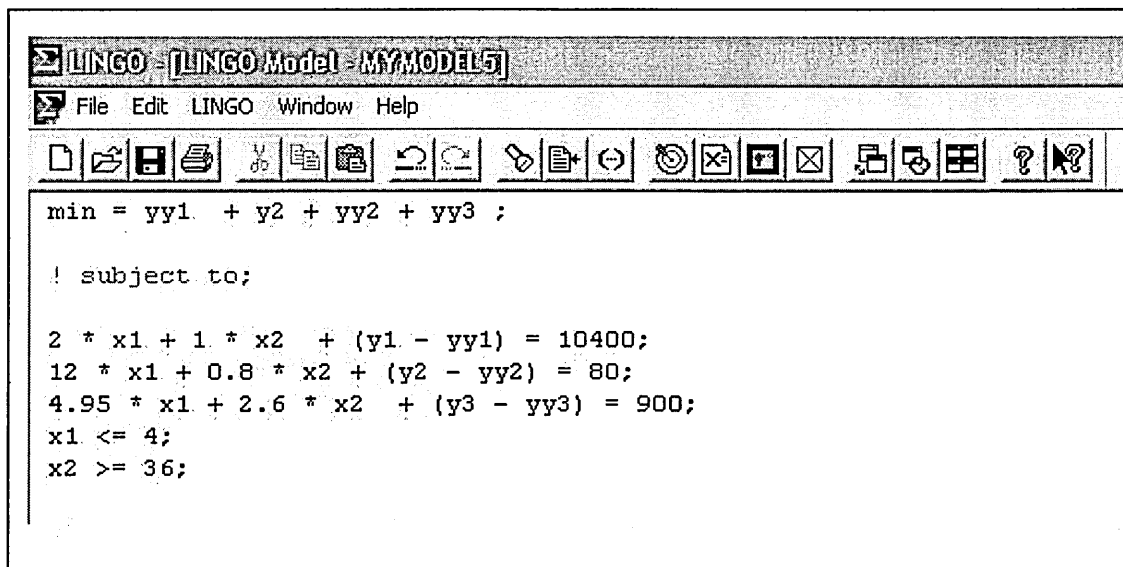 LINGO - [LINGO Model - MYMODEL5]
File Edit LINGO Window Help
min = yy1 + y2 + yy2 + yy3 ;
! subject to;
2 * x1 + 1 * x2 + (y1 - yy1) = 10400;
12 * x1 + 0.8 * x2 + (y2 - yy2) = 80;
4.95 * x1 + 2.6 * x2 + (y3 - yy3) = 900;
x1 <= 4;
x2 >= 36;